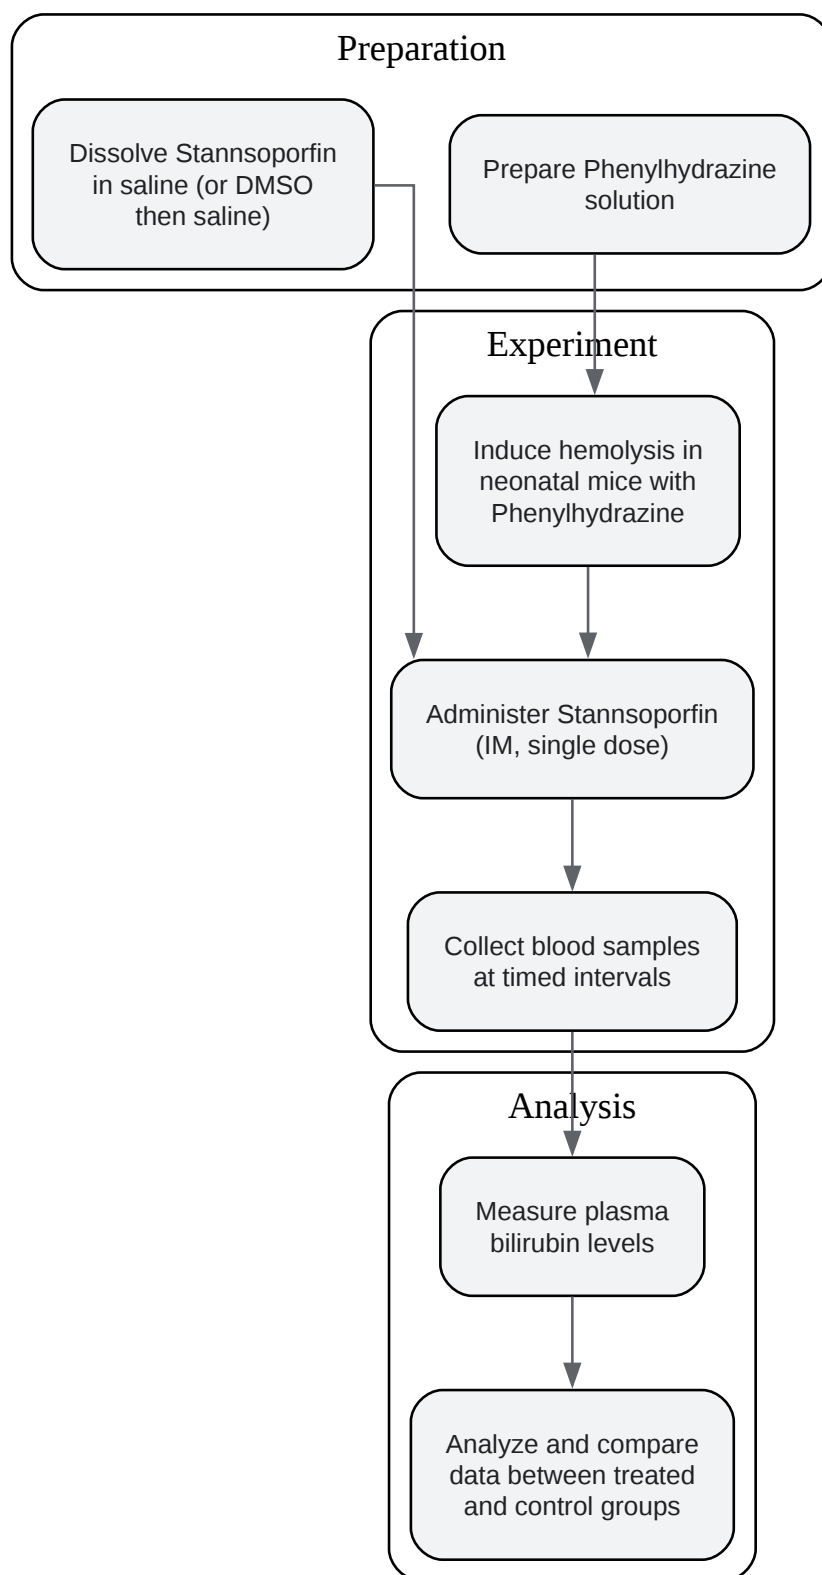 Preparation
Dissolve Stannsoporfin
in saline (or DMSO
then saline)
Prepare Phenylhydrazine
solution
Experiment
Induce hemolysis in
neonatal mice with
Phenylhydrazine
Administer Stannsoporfin
(IM, single dose)
Collect blood samples
at timed intervals
Analysis
Measure plasma
bilirubin levels
Analyze and compare
data between treated
and control groups